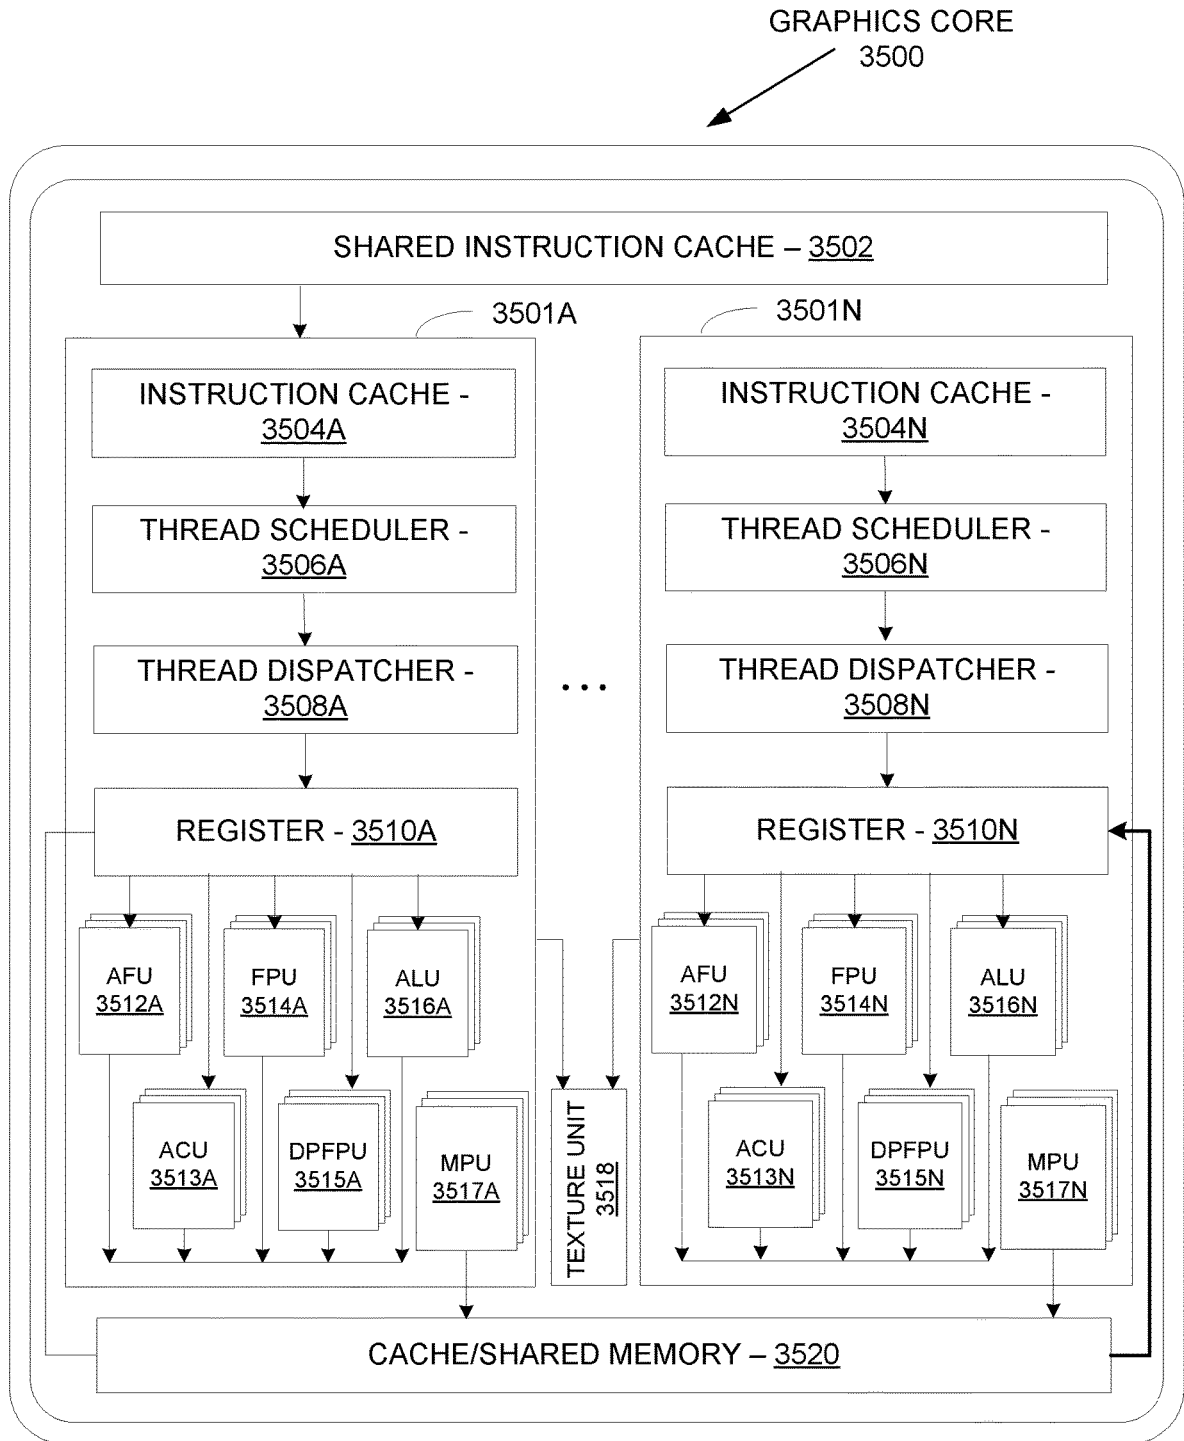 GRAPHICS CORE
3500
SHARED INSTRUCTION CACHE – 3502
3501A
3501N
INSTRUCTION CACHE -
3504A
THREAD SCHEDULER -
3506A
THREAD DISPATCHER -
3508A
REGISTER - 3510A
AFU
3512A
FPU
3514A
ALU
3516A
ACU
3513A
DPFPU
3515A
MPU
3517A
...
TEXTURE UNIT
3518
INSTRUCTION CACHE -
3504N
THREAD SCHEDULER -
3506N
THREAD DISPATCHER -
3508N
REGISTER - 3510N
AFU
3512N
FPU
3514N
ALU
3516N
ACU
3513N
DPFPU
3515N
MPU
3517N
CACHE/SHARED MEMORY – 3520